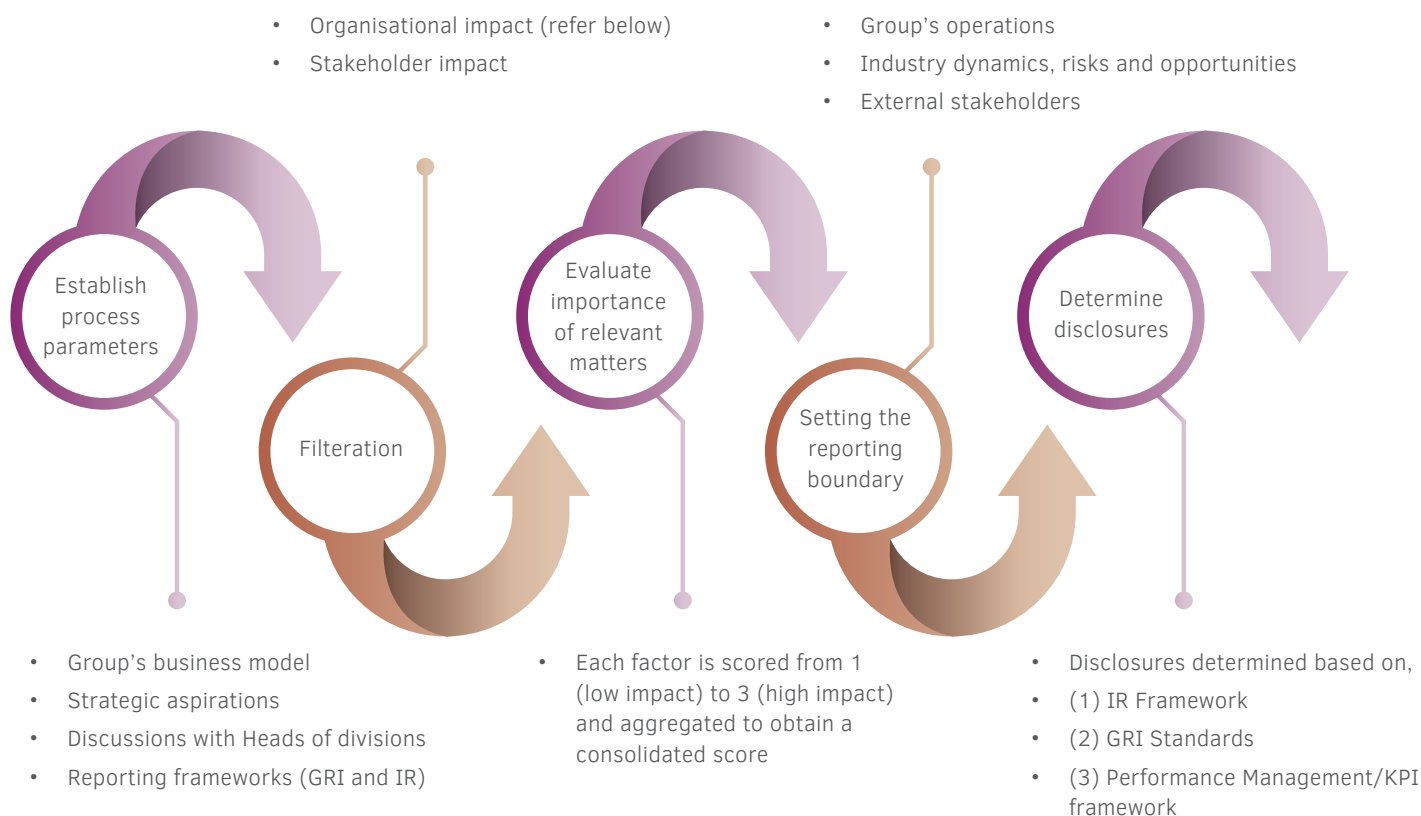 • Organisational impact (refer below)
• Stakeholder impact
• Group's operations
• Industry dynamics, risks and opportunities
• External stakeholders
Establish
process
parameters
Filteration
Evaluate
importance
of relevant
matters
Setting the
reporting
boundary
Determine
disclosures
• Group's business model
• Strategic aspirations
• Discussions with Heads of divisions
• Reporting frameworks (GRI and IR)
• Each factor is scored from 1
(low impact) to 3 (high impact)
and aggregated to obtain a
consolidated score
• Disclosures determined based on,
• (1) IR Framework
• (2) GRI Standards
• (3) Performance Management/KPI
framework